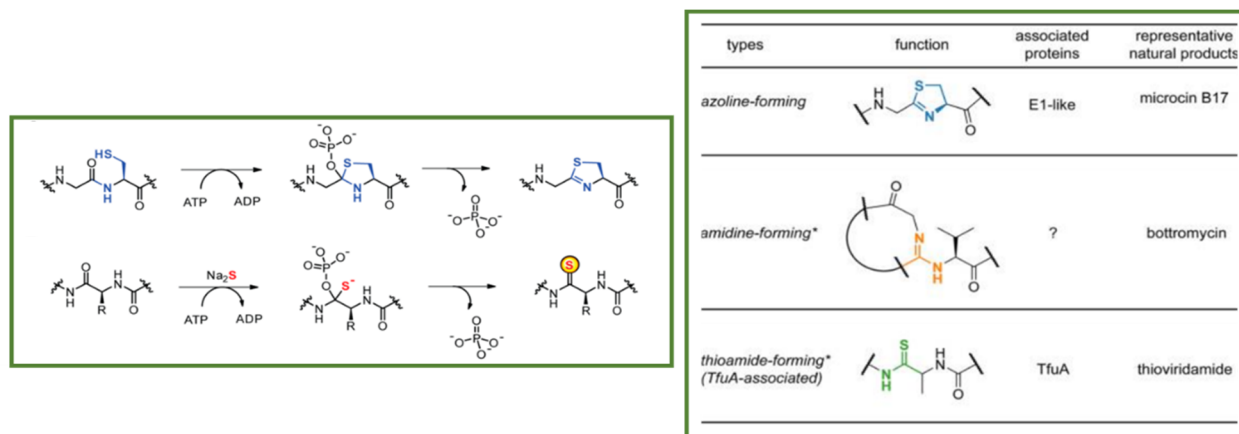 HS
H
N
O
N
H
O
ATP
ADP
O
O⁻
P
⁻O
O
S
H
N
N
H
O
O
⁻O
P
O⁻
O⁻
H
N
S
N
O
O
N
H
R
H
N
O
Na₂S
ATP
ADP
O
O⁻
P
⁻O
O
S⁻
N
H
R
H
N
O
O
⁻O
P
O⁻
O⁻
S
N
H
R
H
N
O
types function associated proteins representative natural products
azoline-forming E1-like microcin B17
H
N
S
N
O
amidine-forming* ? bottromycin
O
N
N
H
O
thioamide-forming* (TfuA-associated) TfuA thioviridamide
S
N
H
H
N
O